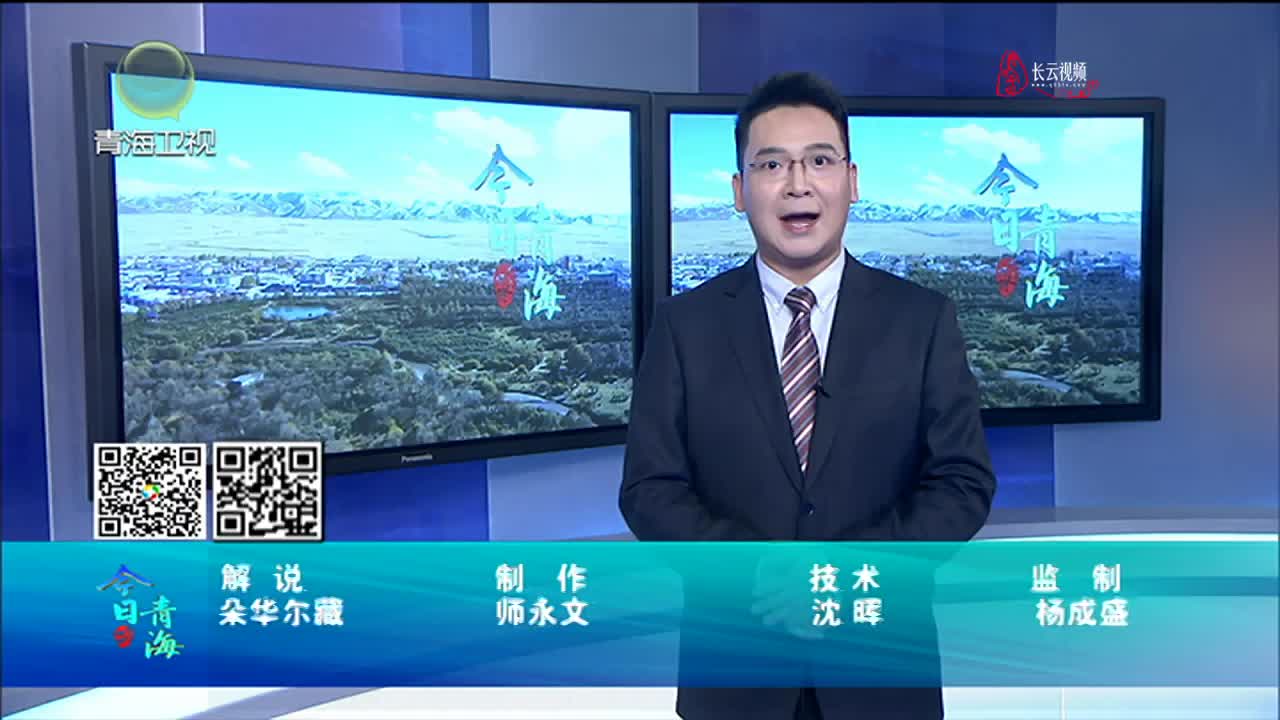 青海卫视
长云视频
今日青海
今日青海
Panasonic
解说 制作 技术 监制
朵华尔藏 师永文 沈晖 杨成盛
今日青海